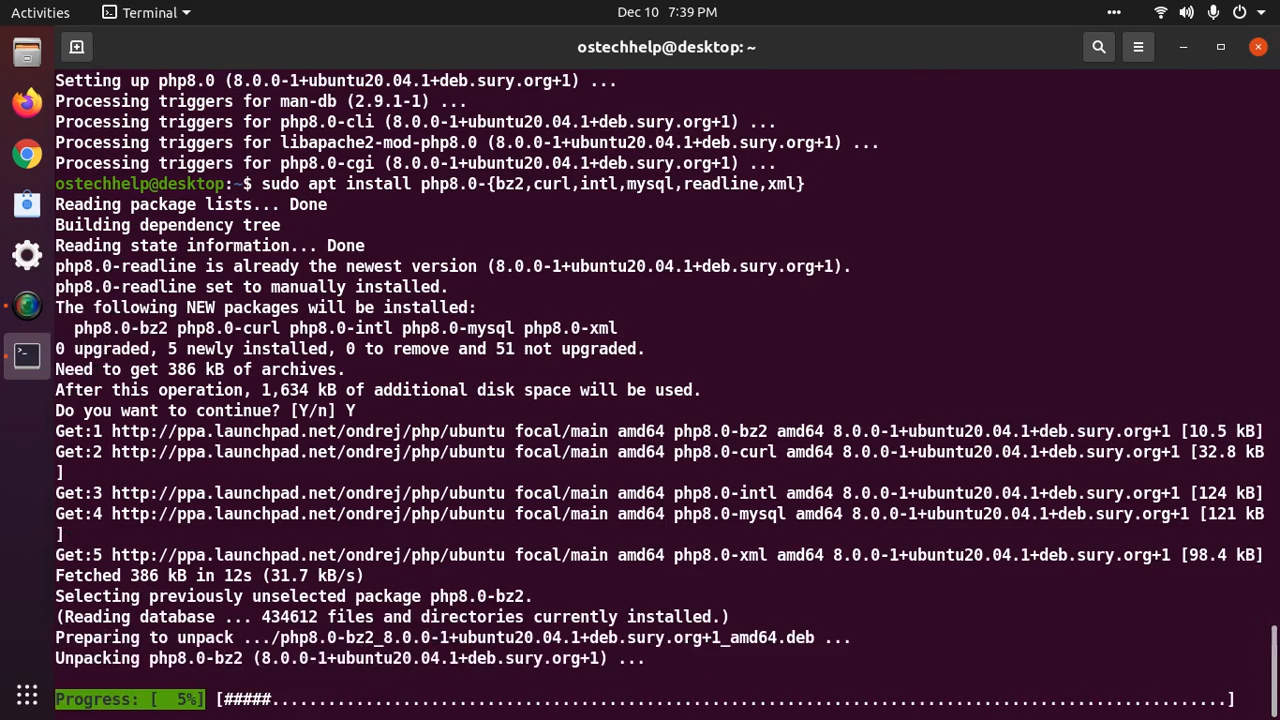 Activities
Terminal
Dec 10 7:39 PM
ostechhelp@desktop: ~
Setting up php8.0 (8.0.0-1+ubuntu20.04.1+deb.sury.org+1) ...
Processing triggers for man-db (2.9.1-1) ...
Processing triggers for php8.0-cli (8.0.0-1+ubuntu20.04.1+deb.sury.org+1) ...
Processing triggers for libapache2-mod-php8.0 (8.0.0-1+ubuntu20.04.1+deb.sury.org+1) ...
Processing triggers for php8.0-cgi (8.0.0-1+ubuntu20.04.1+deb.sury.org+1) ...
ostechhelp@desktop:~$ sudo apt install php8.0-{bz2,curl,intl,mysql,readline,xml}
Reading package lists... Done
Building dependency tree
Reading state information... Done
php8.0-readline is already the newest version (8.0.0-1+ubuntu20.04.1+deb.sury.org+1).
php8.0-readline set to manually installed.
The following NEW packages will be installed:
  php8.0-bz2 php8.0-curl php8.0-intl php8.0-mysql php8.0-xml
0 upgraded, 5 newly installed, 0 to remove and 51 not upgraded.
Need to get 386 kB of archives.
After this operation, 1,634 kB of additional disk space will be used.
Do you want to continue? [Y/n] Y
Get:1 http://ppa.launchpad.net/ondrej/php/ubuntu focal/main amd64 php8.0-bz2 amd64 8.0.0-1+ubuntu20.04.1+deb.sury.org+1 [10.5 kB]
Get:2 http://ppa.launchpad.net/ondrej/php/ubuntu focal/main amd64 php8.0-curl amd64 8.0.0-1+ubuntu20.04.1+deb.sury.org+1 [32.8 kB
]
Get:3 http://ppa.launchpad.net/ondrej/php/ubuntu focal/main amd64 php8.0-intl amd64 8.0.0-1+ubuntu20.04.1+deb.sury.org+1 [124 kB]
Get:4 http://ppa.launchpad.net/ondrej/php/ubuntu focal/main amd64 php8.0-mysql amd64 8.0.0-1+ubuntu20.04.1+deb.sury.org+1 [121 kB
]
Get:5 http://ppa.launchpad.net/ondrej/php/ubuntu focal/main amd64 php8.0-xml amd64 8.0.0-1+ubuntu20.04.1+deb.sury.org+1 [98.4 kB]
Fetched 386 kB in 12s (31.7 kB/s)
Selecting previously unselected package php8.0-bz2.
(Reading database ... 434612 files and directories currently installed.)
Preparing to unpack .../php8.0-bz2_8.0.0-1+ubuntu20.04.1+deb.sury.org+1_amd64.deb ...
Unpacking php8.0-bz2 (8.0.0-1+ubuntu20.04.1+deb.sury.org+1) ...
Progress: [  5%] [#####......................................................................................................]